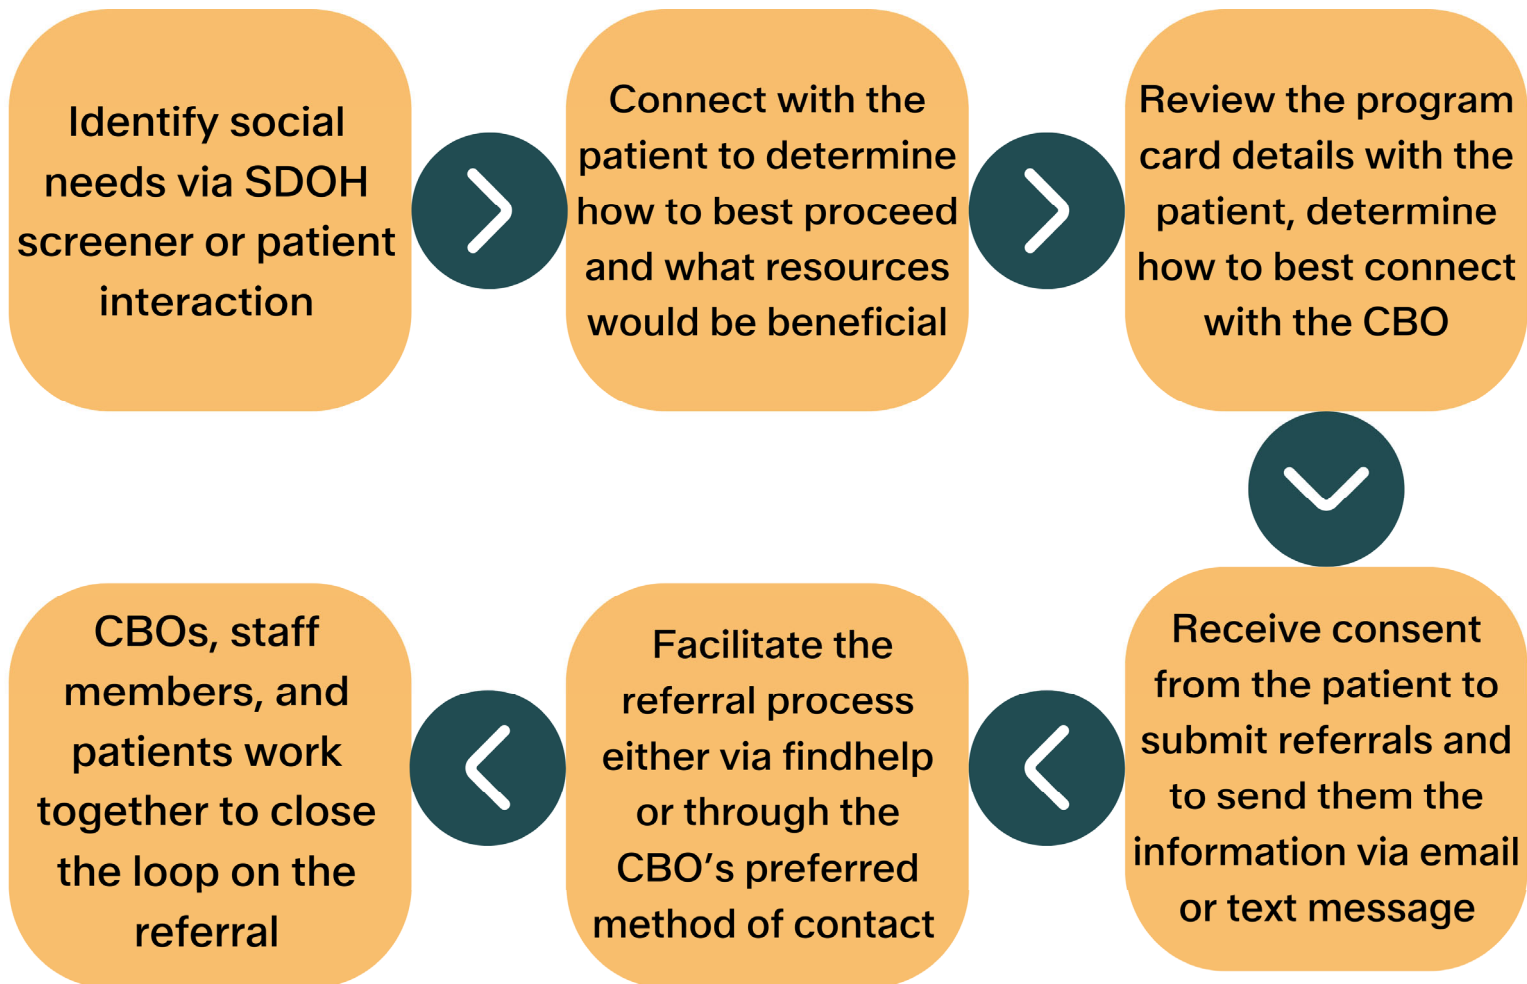 Identify social
needs via SDOH
screener or patient
interaction
Connect with the
patient to determine
how to best proceed
and what resources
would be beneficial
Review the program
card details with the
patient, determine
how to best connect
with the CBO
Receive consent
from the patient to
submit referrals and
to send them the
information via email
or text message
Facilitate the
referral process
either via findhelp
or through the
CBO’s preferred
method of contact
CBOs, staff
members, and
patients work
together to close
the loop on the
referral